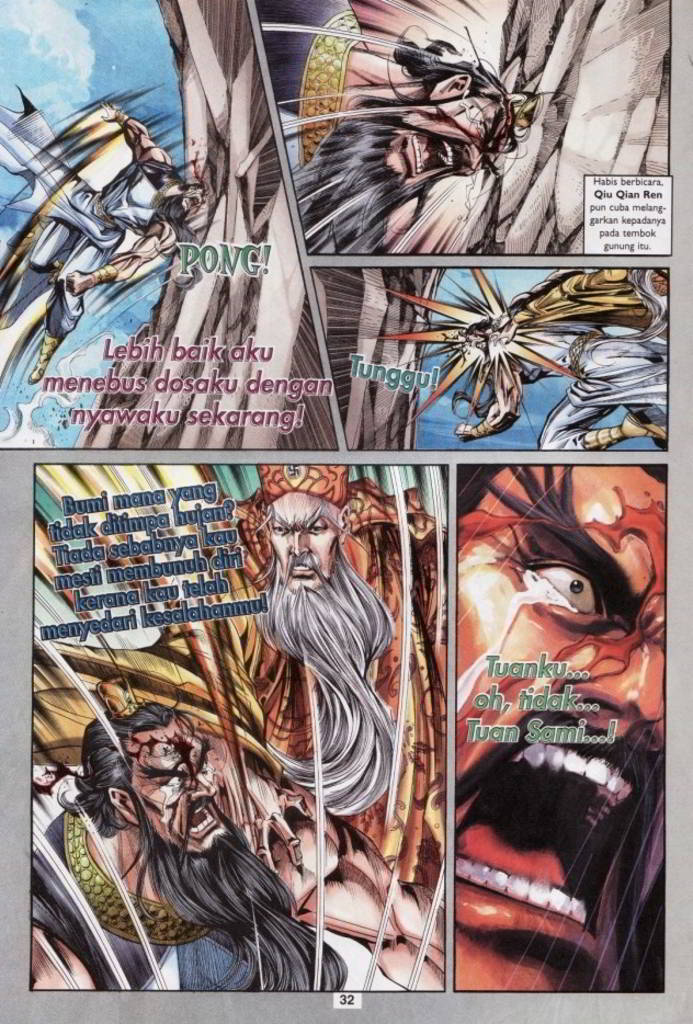 PONG!
Lebih baik aku
menebus dosaku dengan
nyawaku sekarang!
Habis berbicara,
Qiu Qian Ren
pun cuba melang-
garkan kepadanya
pada tembok
gunung itu.
Tunggu!
Bumi mana yang
tidak ditimpa hujan?
Tiada sebabnya kau
mesti membunuh diri
kerana kau telah
menyedari kesalahanmu!
Tuanku...
oh, tidak...
Tuan Sami...!
32